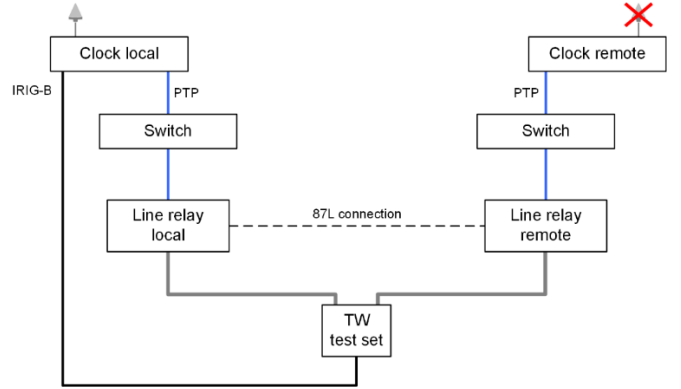 Clock local
Clock remote
IRIG-B
PTP
PTP
Switch
Switch
Line relay
local
87L connection
Line relay
remote
TW
test set